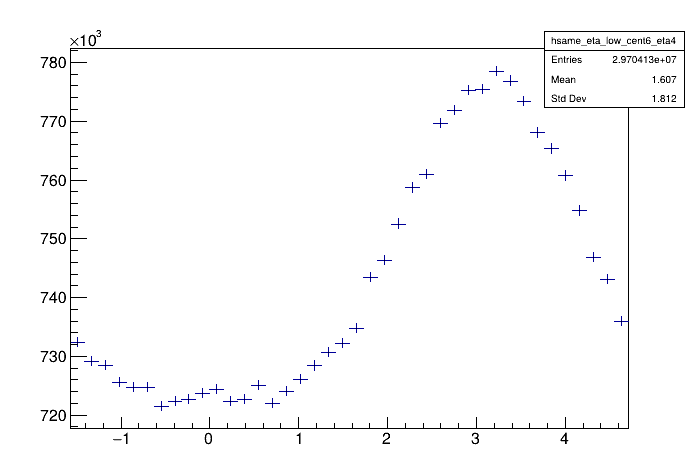 ×10³
hsame_eta_low_cent6_eta4
Entries 2.970413e+07
Mean 1.607
Std Dev 1.812
780
770
760
750
740
730
720
−1 0 1 2 3 4